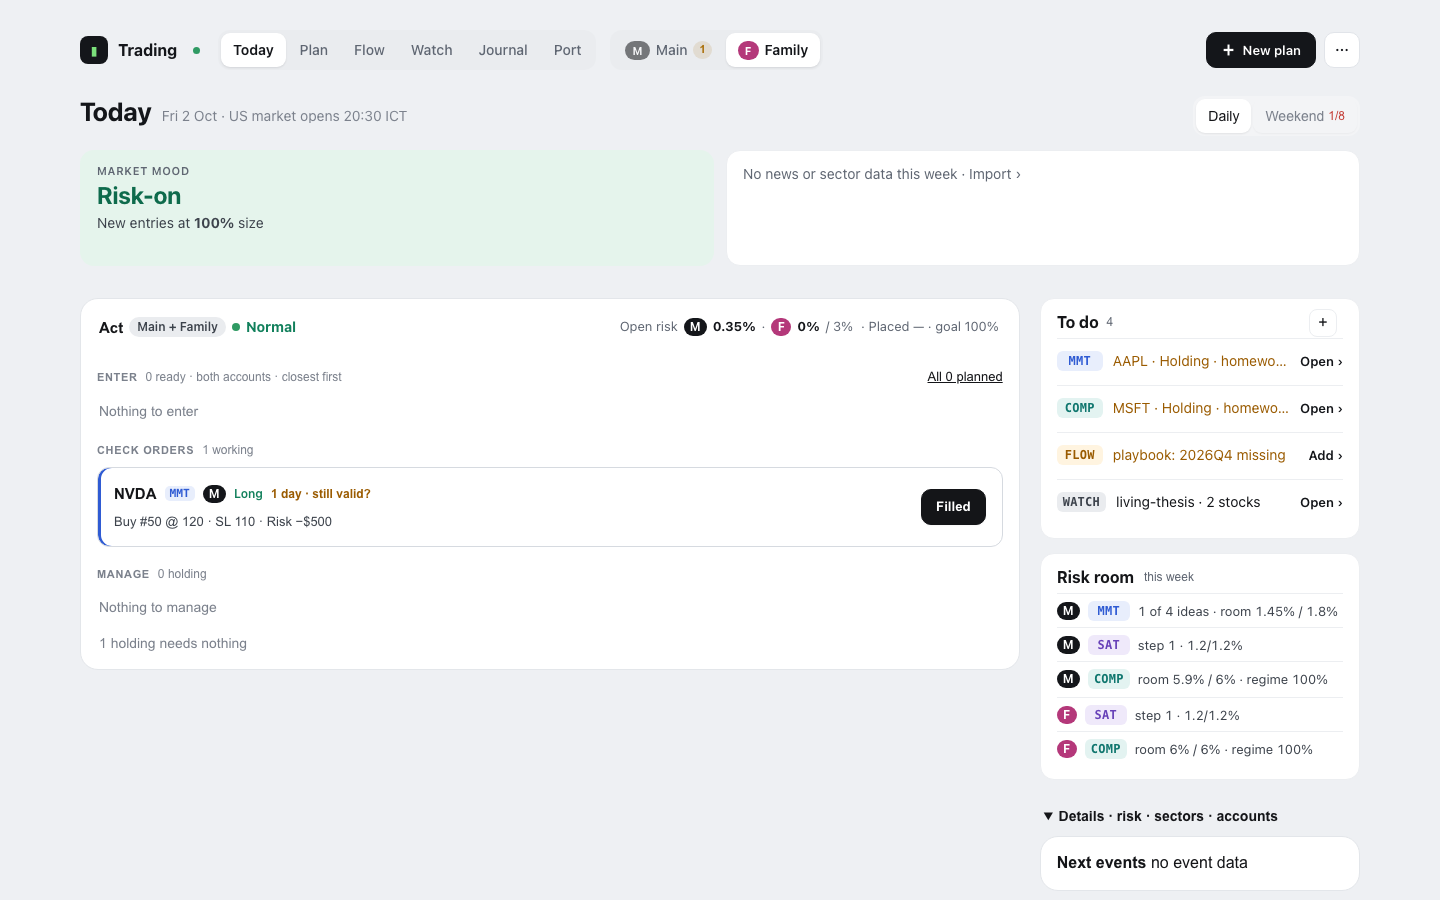 Trading
Today Plan Flow Watch Journal Port
M Main 1 F Family
+ New plan
···
Today Fri 2 Oct · US market opens 20:30 ICT
Daily Weekend 1/8
MARKET MOOD
Risk-on
New entries at 100% size
No news or sector data this week · Import ›
Act Main + Family Normal
Open risk M 0.35% · F 0% / 3% · Placed — · goal 100%
ENTER 0 ready · both accounts · closest first
All 0 planned
Nothing to enter
CHECK ORDERS 1 working
NVDA MMT M Long 1 day · still valid?
Buy #50 @ 120 · SL 110 · Risk −$500
Filled
MANAGE 0 holding
Nothing to manage
1 holding needs nothing
To do 4
+
MMT AAPL · Holding · homewo... Open ›
COMP MSFT · Holding · homewo... Open ›
FLOW playbook: 2026Q4 missing Add ›
WATCH living-thesis · 2 stocks Open ›
Risk room this week
M MMT 1 of 4 ideas · room 1.45% / 1.8%
M SAT step 1 · 1.2/1.2%
M COMP room 5.9% / 6% · regime 100%
F SAT step 1 · 1.2/1.2%
F COMP room 6% / 6% · regime 100%
▼ Details · risk · sectors · accounts
Next events no event data